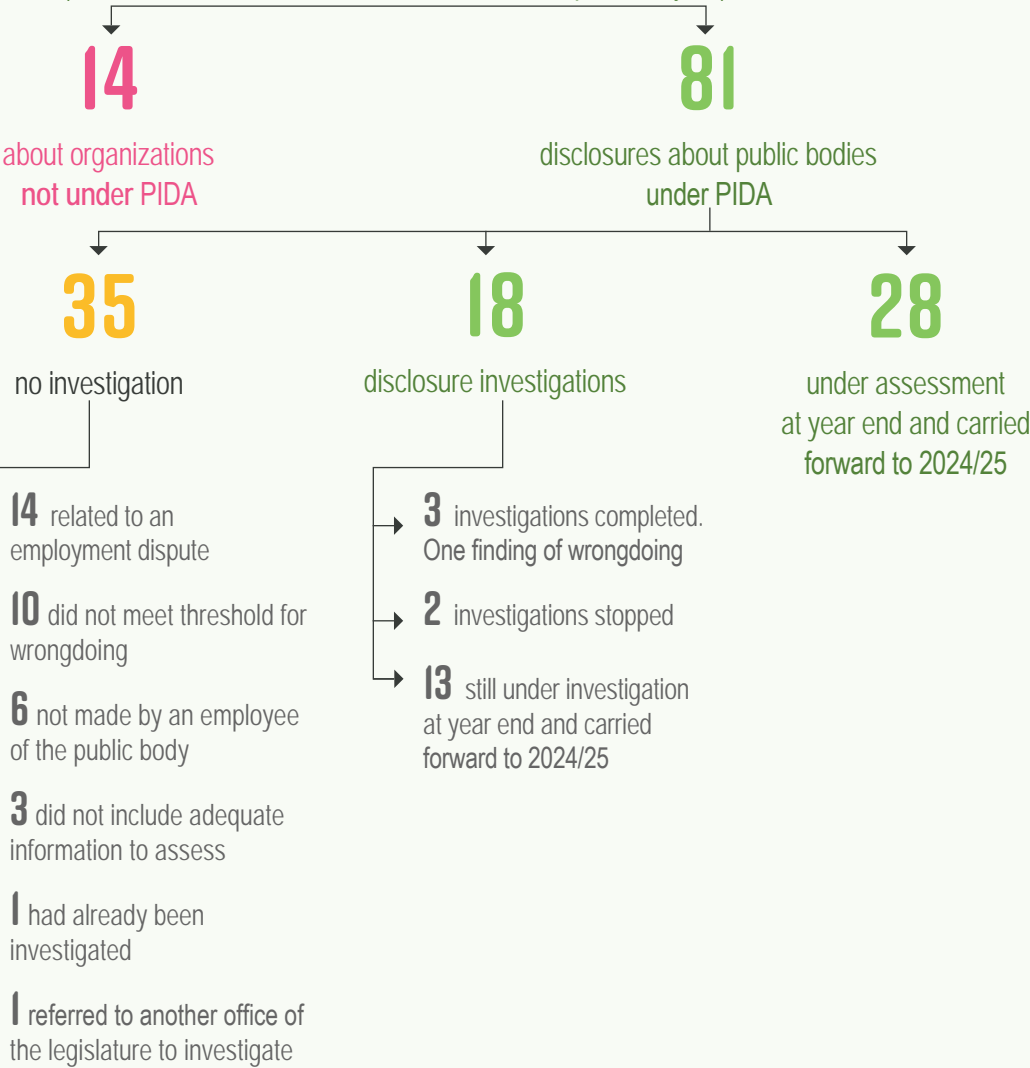 14
about organizations
not under PIDA
81
disclosures about public bodies
under PIDA
35
no investigation
18
disclosure investigations
28
under assessment
at year end and carried
forward to 2024/25
14 related to an
employment dispute
10 did not meet threshold for
wrongdoing
6 not made by an employee
of the public body
3 did not include adequate
information to assess
1 had already been
investigated
1 referred to another office of
the legislature to investigate
3 investigations completed.
One finding of wrongdoing
2 investigations stopped
13 still under investigation
at year end and carried
forward to 2024/25